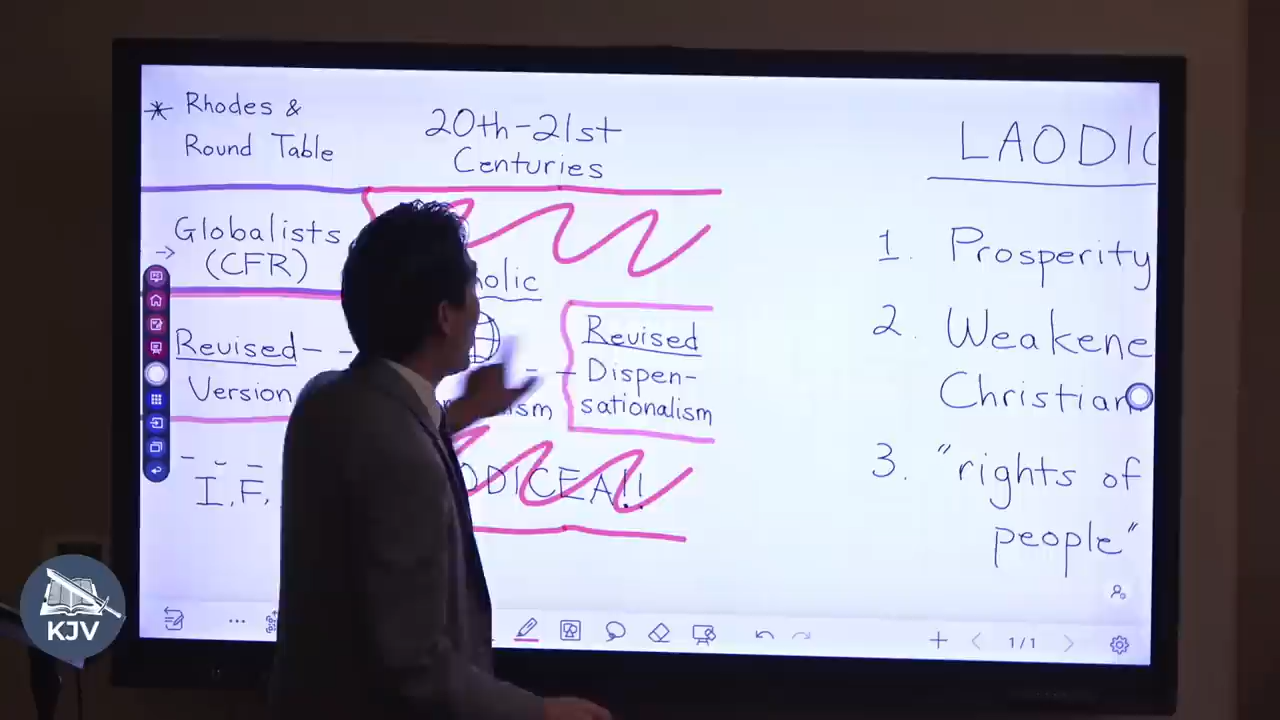 * Rhodes &
Round Table
20th-21st
Centuries
→ Globalists
(CFR)
Revised
Version
Revised
Dispen-
sationalism
I, F,
LAODIC
1. Prosperity
2. Weakene
Christian
3. "rights of
people"
1/1
KJV